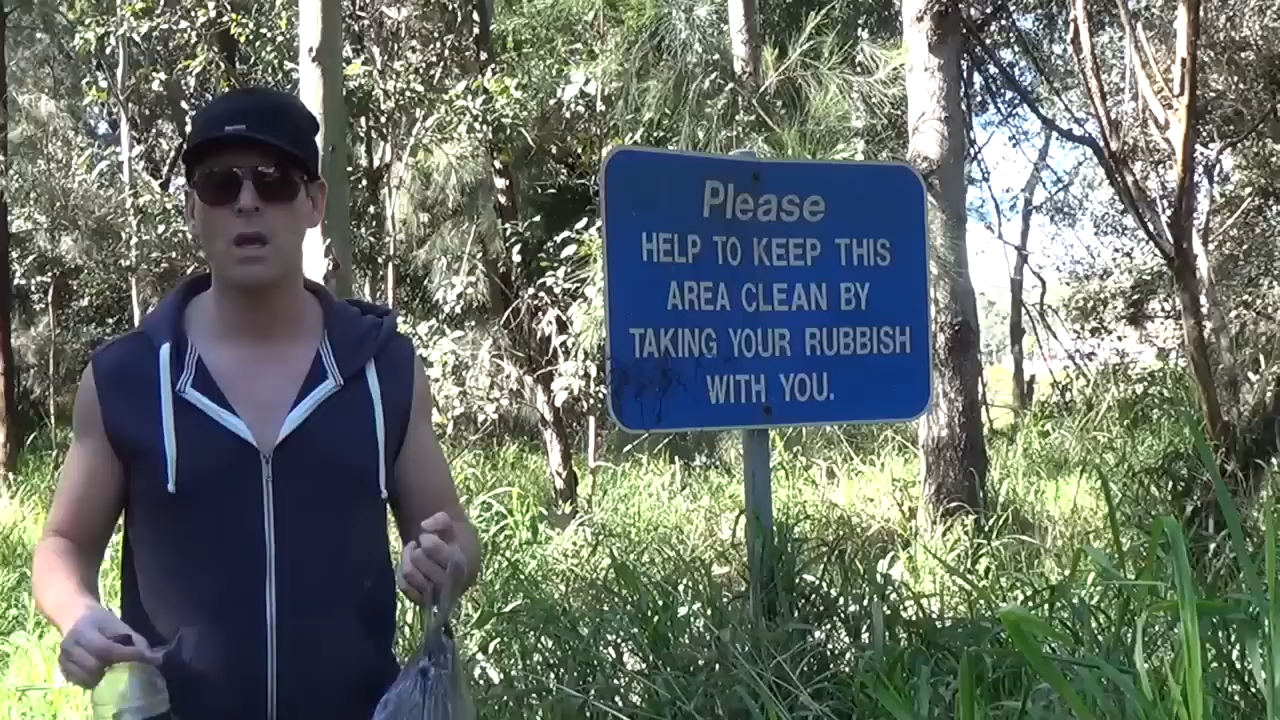 Please
HELP TO KEEP THIS
AREA CLEAN BY
TAKING YOUR RUBBISH
WITH YOU.